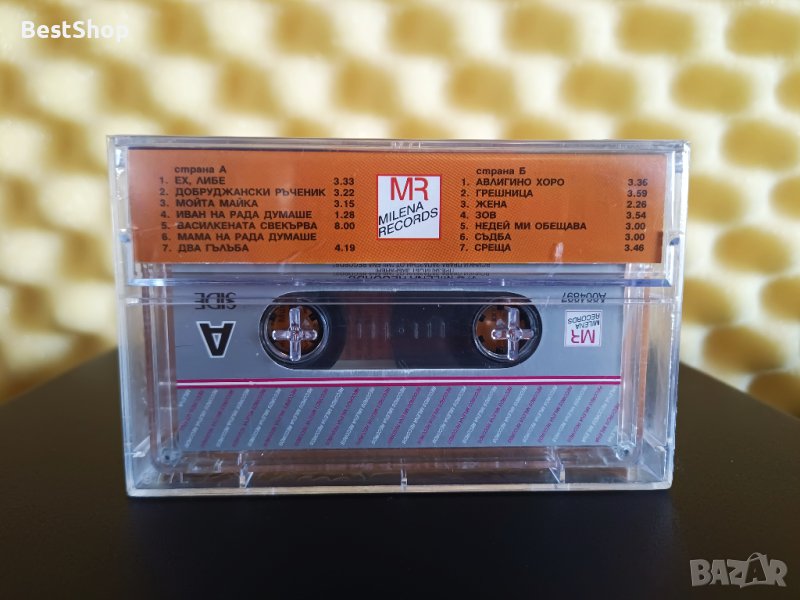 BestShop
страна А
1. ЕХ, ЛИБЕ 3.33
2. ДОБРУДЖАНСКИ РЪЧЕНИК 3.22
3. МОЙТА МАЙКА 3.15
4. ИВАН НА РАДА ДУМАШЕ 1.28
5. ВАСИЛКЕНАТА СВЕКЪРВА 8.00
6. МАМА НА РАДА ДУМАШЕ
7. ДВА ГЪЛЪБА 4.19
MR
MILENA
RECORDS
страна Б
1. АВЛИГИНО ХОРО 3.36
2. ГРЕШНИЦА 3.59
3. ЖЕНА 2.26
4. ЗОВ 3.54
5. НЕДЕЙ МИ ОБЕЩАВА 3.00
6. СЪДБА 3.00
7. СРЕЩА 3.46
SIDE
A
A004897
MR
MILENA
RECORDS
BAZAR